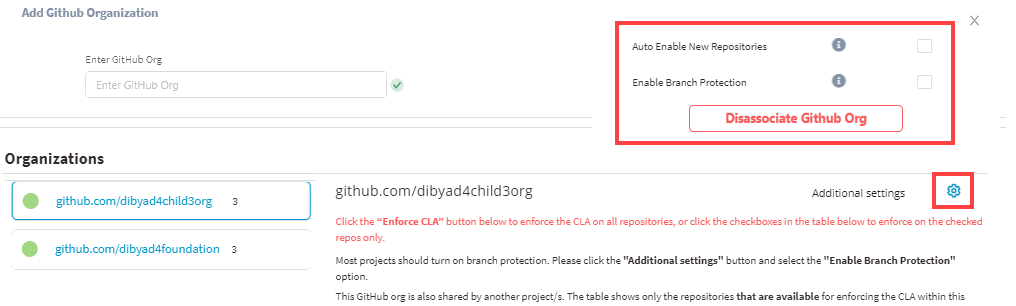 Add Github Organization
Enter GitHub Org
Enter GitHub Org
Auto Enable New Repositories
Enable Branch Protection
Disassociate Github Org
Organizations
github.com/dibyad4child3org 3
github.com/dibyad4foundation 3
github.com/dibyad4child3org
Additional settings
Click the “Enforce CLA” button below to enforce the CLA on all repositories, or click the checkboxes in the table below to enforce on the checked
repos only.
Most projects should turn on branch protection. Please click the "Additional settings" button and select the "Enable Branch Protection"
option.
This GitHub org is also shared by another project/s. The table shows only the repositories that are available for enforcing the CLA within this